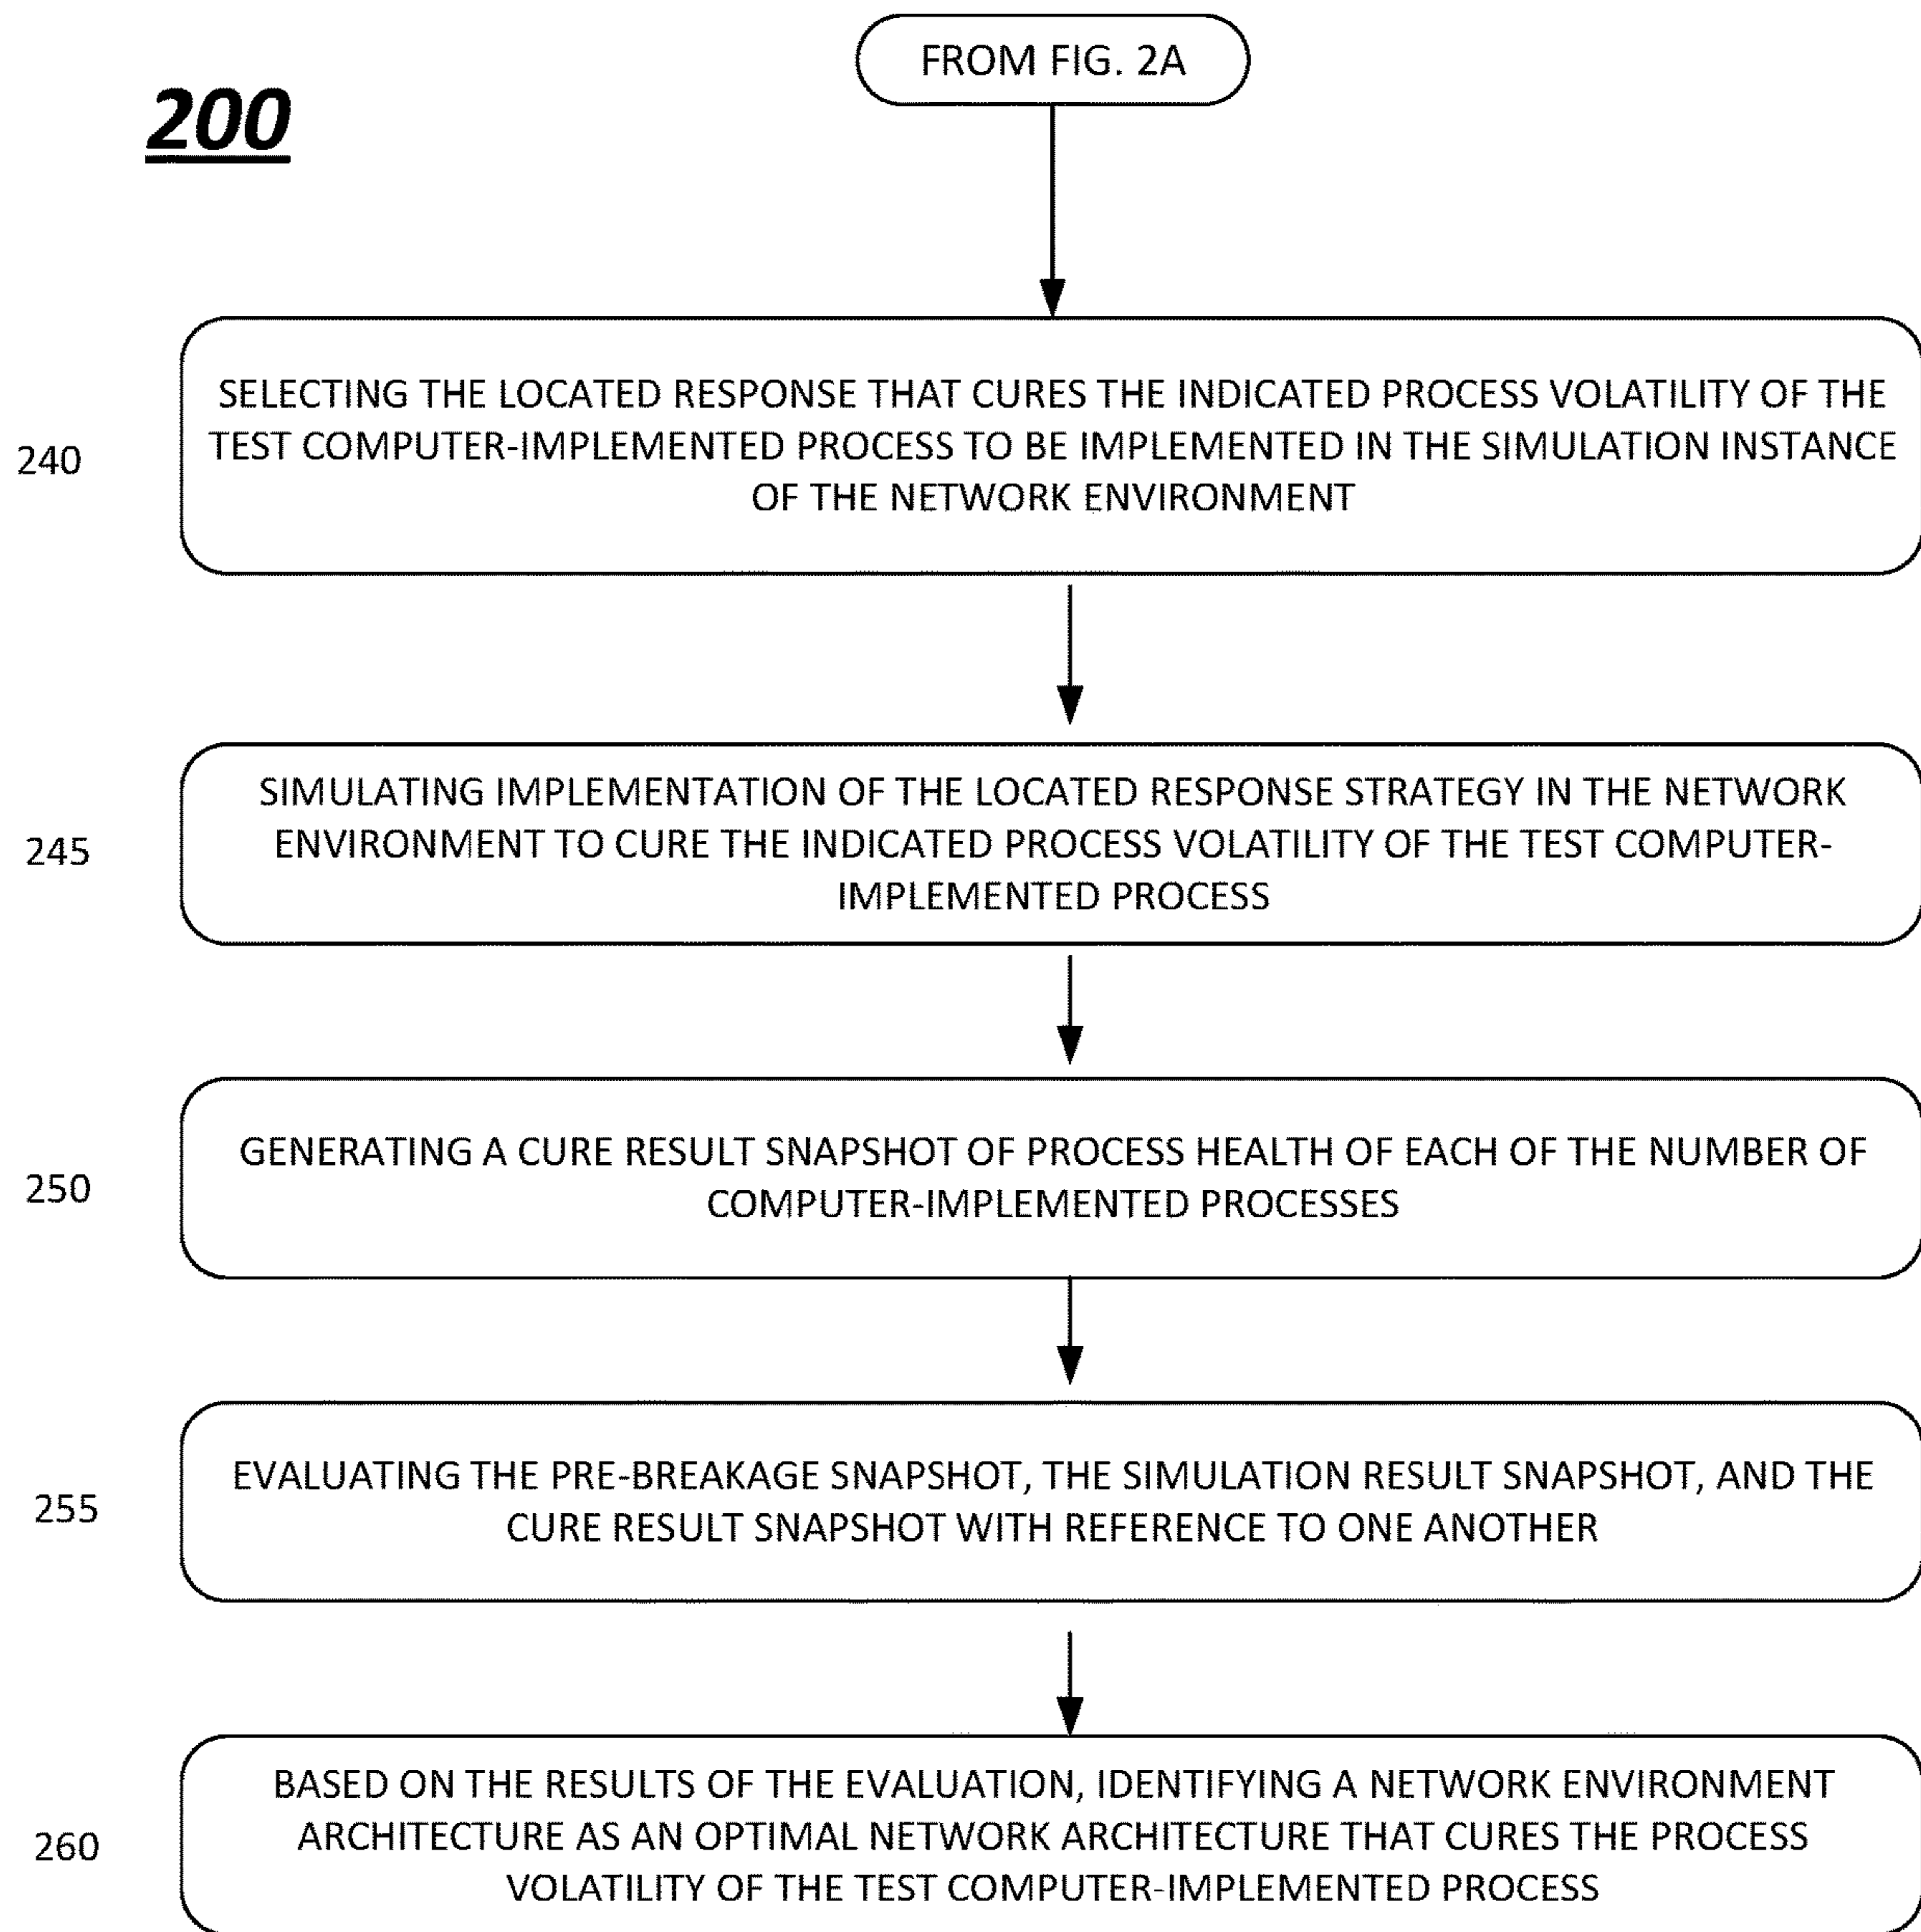 FROM FIG. 2A
200
240
SELECTING THE LOCATED RESPONSE THAT CURES THE INDICATED PROCESS VOLATILITY OF THE
TEST COMPUTER-IMPLEMENTED PROCESS TO BE IMPLEMENTED IN THE SIMULATION INSTANCE
OF THE NETWORK ENVIRONMENT
245
SIMULATING IMPLEMENTATION OF THE LOCATED RESPONSE STRATEGY IN THE NETWORK
ENVIRONMENT TO CURE THE INDICATED PROCESS VOLATILITY OF THE TEST COMPUTER-
IMPLEMENTED PROCESS
250
GENERATING A CURE RESULT SNAPSHOT OF PROCESS HEALTH OF EACH OF THE NUMBER OF
COMPUTER-IMPLEMENTED PROCESSES
255
EVALUATING THE PRE-BREAKAGE SNAPSHOT, THE SIMULATION RESULT SNAPSHOT, AND THE
CURE RESULT SNAPSHOT WITH REFERENCE TO ONE ANOTHER
260
BASED ON THE RESULTS OF THE EVALUATION, IDENTIFYING A NETWORK ENVIRONMENT
ARCHITECTURE AS AN OPTIMAL NETWORK ARCHITECTURE THAT CURES THE PROCESS
VOLATILITY OF THE TEST COMPUTER-IMPLEMENTED PROCESS